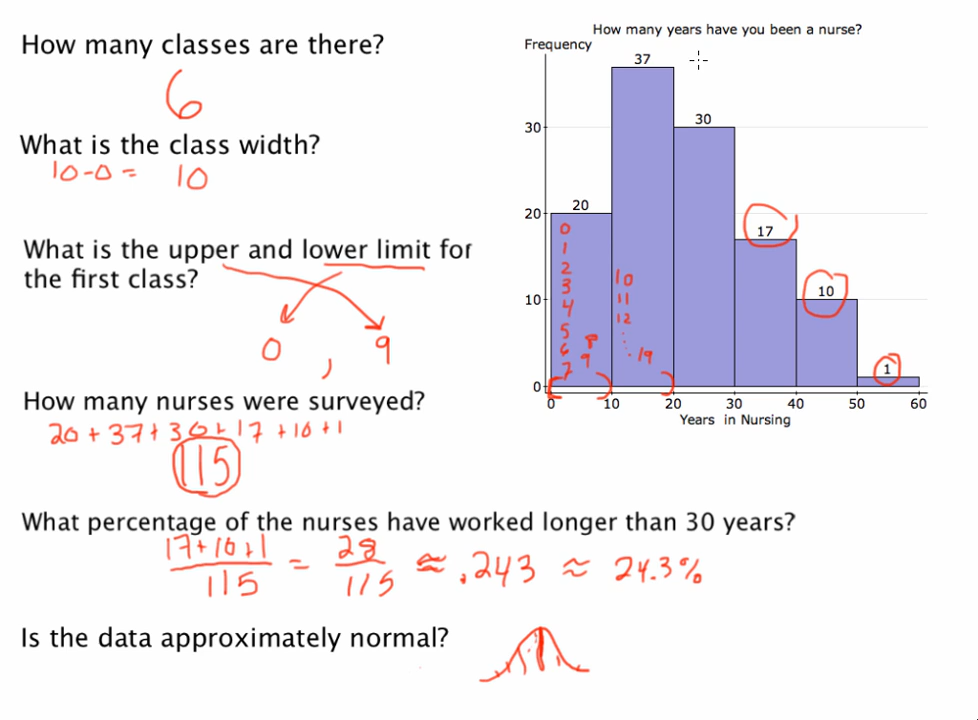 How many classes are there?
6
What is the class width?
10-0 = 10
What is the upper and lower limit for
the first class?
0 , 9
How many nurses were surveyed?
20 + 37 + 30 + 17 + 10 + 1
115
What percentage of the nurses have worked longer than 30 years?
17+10+1 / 115 = 28 / 115 ≈ .243 ≈ 24.3%
Is the data approximately normal?
How many years have you been a nurse?
Frequency
37
30
30
20
20
17
10
10
1
0
0
1
2
3
4
5
6
7
8
9
10
11
12
19
0 10 20 30 40 50 60
Years in Nursing